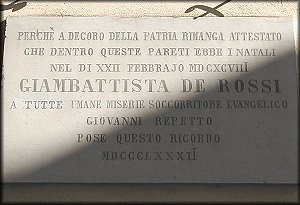 PERCHÈ A DECORO DELLA PATRIA RIMANGA ATTESTATO
CHE DENTRO QUESTE PARETI EBBE I NATALI
NEL DI XXII FEBBRAJO MDCXCVIII
GIAMBATTISTA DE ROSSI
A TUTTE UMANE MISERIE SOCCORRITORE EVANGELICO
GIOVANNI REPETTO
POSE QUESTO RICORDO
MDCCCLXXXII